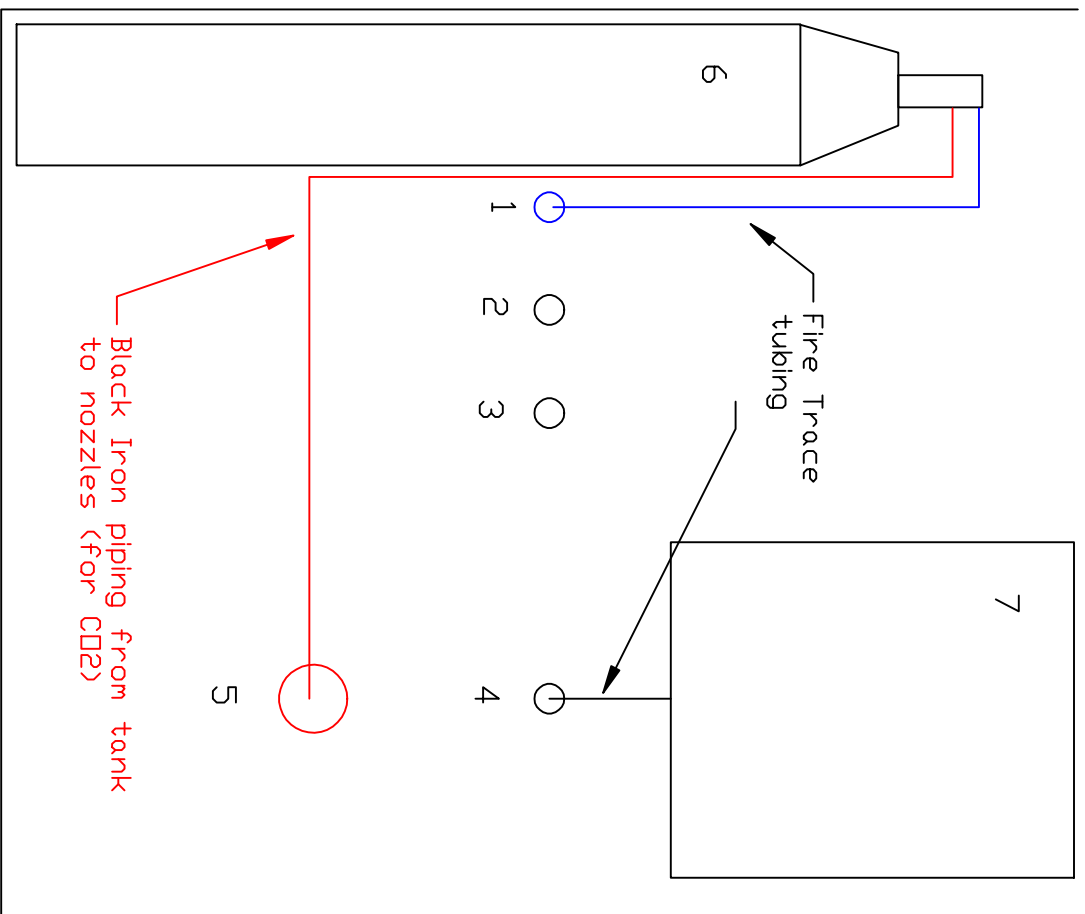 7
Fire Trace
tubing
6
1 2 3 4
5
Black Iron piping from tank
to nozzles (for CO2)